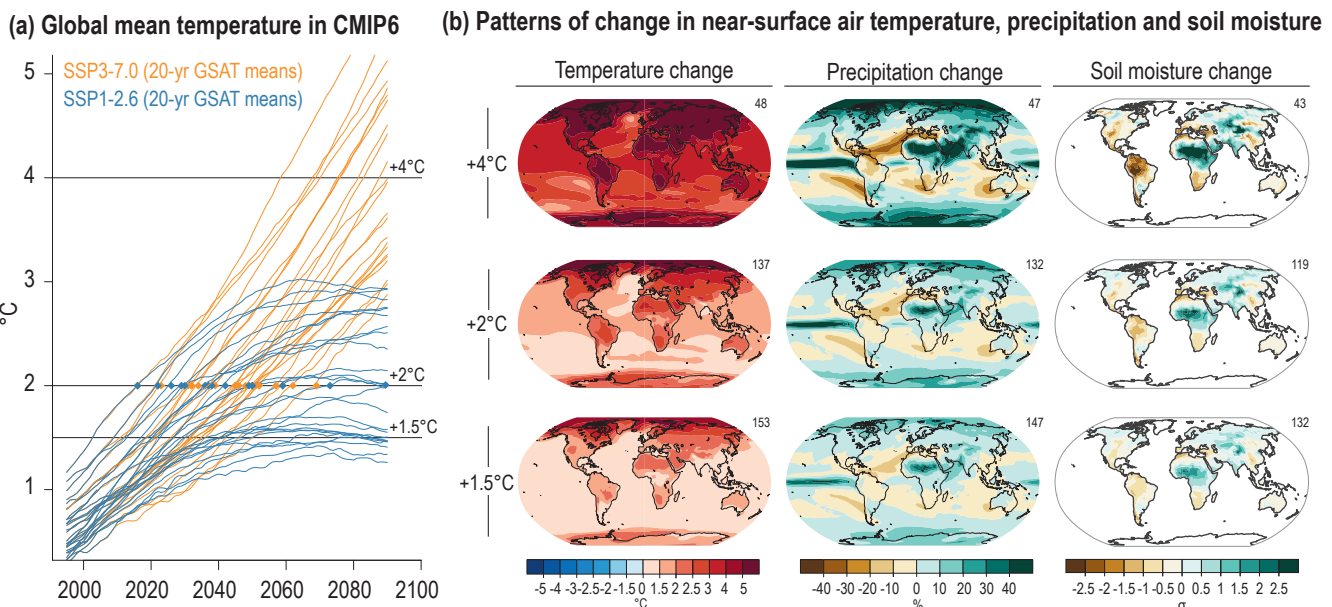 (a) Global mean temperature in CMIP6
SSP3-7.0 (20-yr GSAT means)
SSP1-2.6 (20-yr GSAT means)
°C
5
4
3
2
1
+4°C
+2°C
+1.5°C
2000 2020 2040 2060 2080 2100
(b) Patterns of change in near-surface air temperature, precipitation and soil moisture
Temperature change Precipitation change Soil moisture change
+4°C 48 47 43
+2°C 137 132 119
+1.5°C 153 147 132
-5 -4 -3 -2.5 -2 -1.5 0 1.5 2 2.5 3 4 5
°C
-40 -30 -20 -10 0 10 20 30 40
%
-2.5 -2 -1.5 -1 -0.5 0 0.5 1 1.5 2 2.5
σ